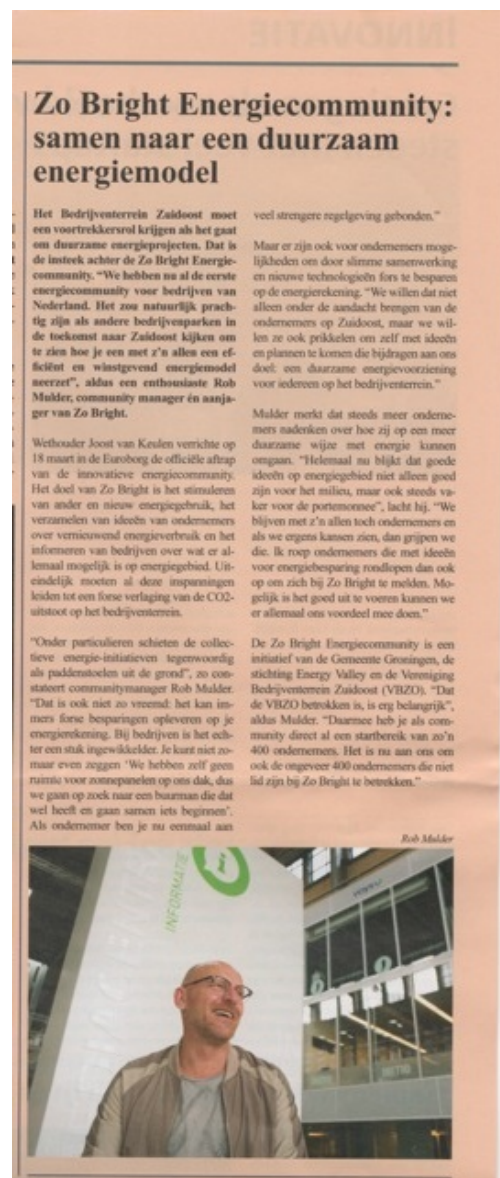 INNOVATIE
Zo Bright Energiecommunity:
samen naar een duurzaam
energiemodel
Het Bedrijventerrein Zuidoost moet
een voortrekkersrol krijgen als het gaat
om duurzame energieprojecten. Dat is
de insteek achter de Zo Bright Energie-
community. “We hebben nu al de eerste
energiecommunity voor bedrijven van
Nederland. Het zou natuurlijk prach-
tig zijn als andere bedrijvenparken in
de toekomst naar Zuidoost kijken om
te zien hoe je een met z’n allen een ef-
ficiënt en winstgevend energiemodel
neerzet”, aldus een enthousiaste Rob
Mulder, community manager én aanja-
ger van Zo Bright.
Wethouder Joost van Keulen verrichte op
18 maart in de Euroborg de officiële aftrap
van de innovatieve energiecommunity.
Het doel van Zo Bright is het stimuleren
van ander en nieuw energiegebruik, het
verzamelen van ideeën van ondernemers
over vernieuwend energieverbruik en het
informeren van bedrijven over wat er al-
lemaal mogelijk is op energiegebied. Uit-
eindelijk moeten al deze inspanningen
leiden tot een forse verlaging van de CO2-
uitstoot op het bedrijventerrein.
“Onder particulieren schieten de collec-
tieve energie-initiatieven tegenwoordig
als paddenstoelen uit de grond”, zo con-
stateert communitymanager Rob Mulder.
“Dat is ook niet zo vreemd: het kan im-
mers forse besparingen opleveren op je
energierekening. Bij bedrijven is het ech-
ter een stuk ingewikkelder. Je kunt niet zo-
maar even zeggen ‘We hebben zelf geen
ruimte voor zonnepanelen op ons dak, dus
we gaan op zoek naar een buurman die dat
wel heeft en gaan samen iets beginnen’.
Als ondernemer ben je nu eenmaal aan
veel strengere regelgeving gebonden.”
Maar er zijn ook voor ondernemers moge-
lijkheden om door slimme samenwerking
en nieuwe technologieën fors te besparen
op de energierekening. “We willen dat niet
alleen onder de aandacht brengen van de
ondernemers op Zuidoost, maar we wil-
len ze ook prikkelen om zelf met ideeën
en plannen te komen die bijdragen aan ons
doel: een duurzame energievoorziening
voor iedereen op het bedrijventerrein.”
Mulder merkt dat steeds meer onderne-
mers nadenken over hoe zij op een meer
duurzame wijze met energie kunnen
omgaan. “Helemaal nu blijkt dat goede
ideeën op energiegebied niet alleen goed
zijn voor het milieu, maar ook steeds va-
ker voor de portemonnee”, lacht hij. “We
blijven met z’n allen toch ondernemers en
als we ergens kansen zien, dan grijpen we
die. Ik roep ondernemers die met ideeën
voor energiebesparing rondlopen dan ook
op om zich bij Zo Bright te melden. Mo-
gelijk is het goed uit te voeren kunnen we
er allemaal ons voordeel mee doen.”
De Zo Bright Energiecommunity is een
initiatief van de Gemeente Groningen, de
stichting Energy Valley en de Vereniging
Bedrijventerrein Zuidoost (VBZO). “Dat
de VBZO betrokken is, is erg belangrijk”,
aldus Mulder. “Daarmee heb je als com-
munity direct al een startbereik van zo’n
400 ondernemers. Het is nu aan ons om
ook de ongeveer 400 ondernemers die niet
lid zijn bij Zo Bright te betrekken.”
Rob Mulder
INFORMATIE